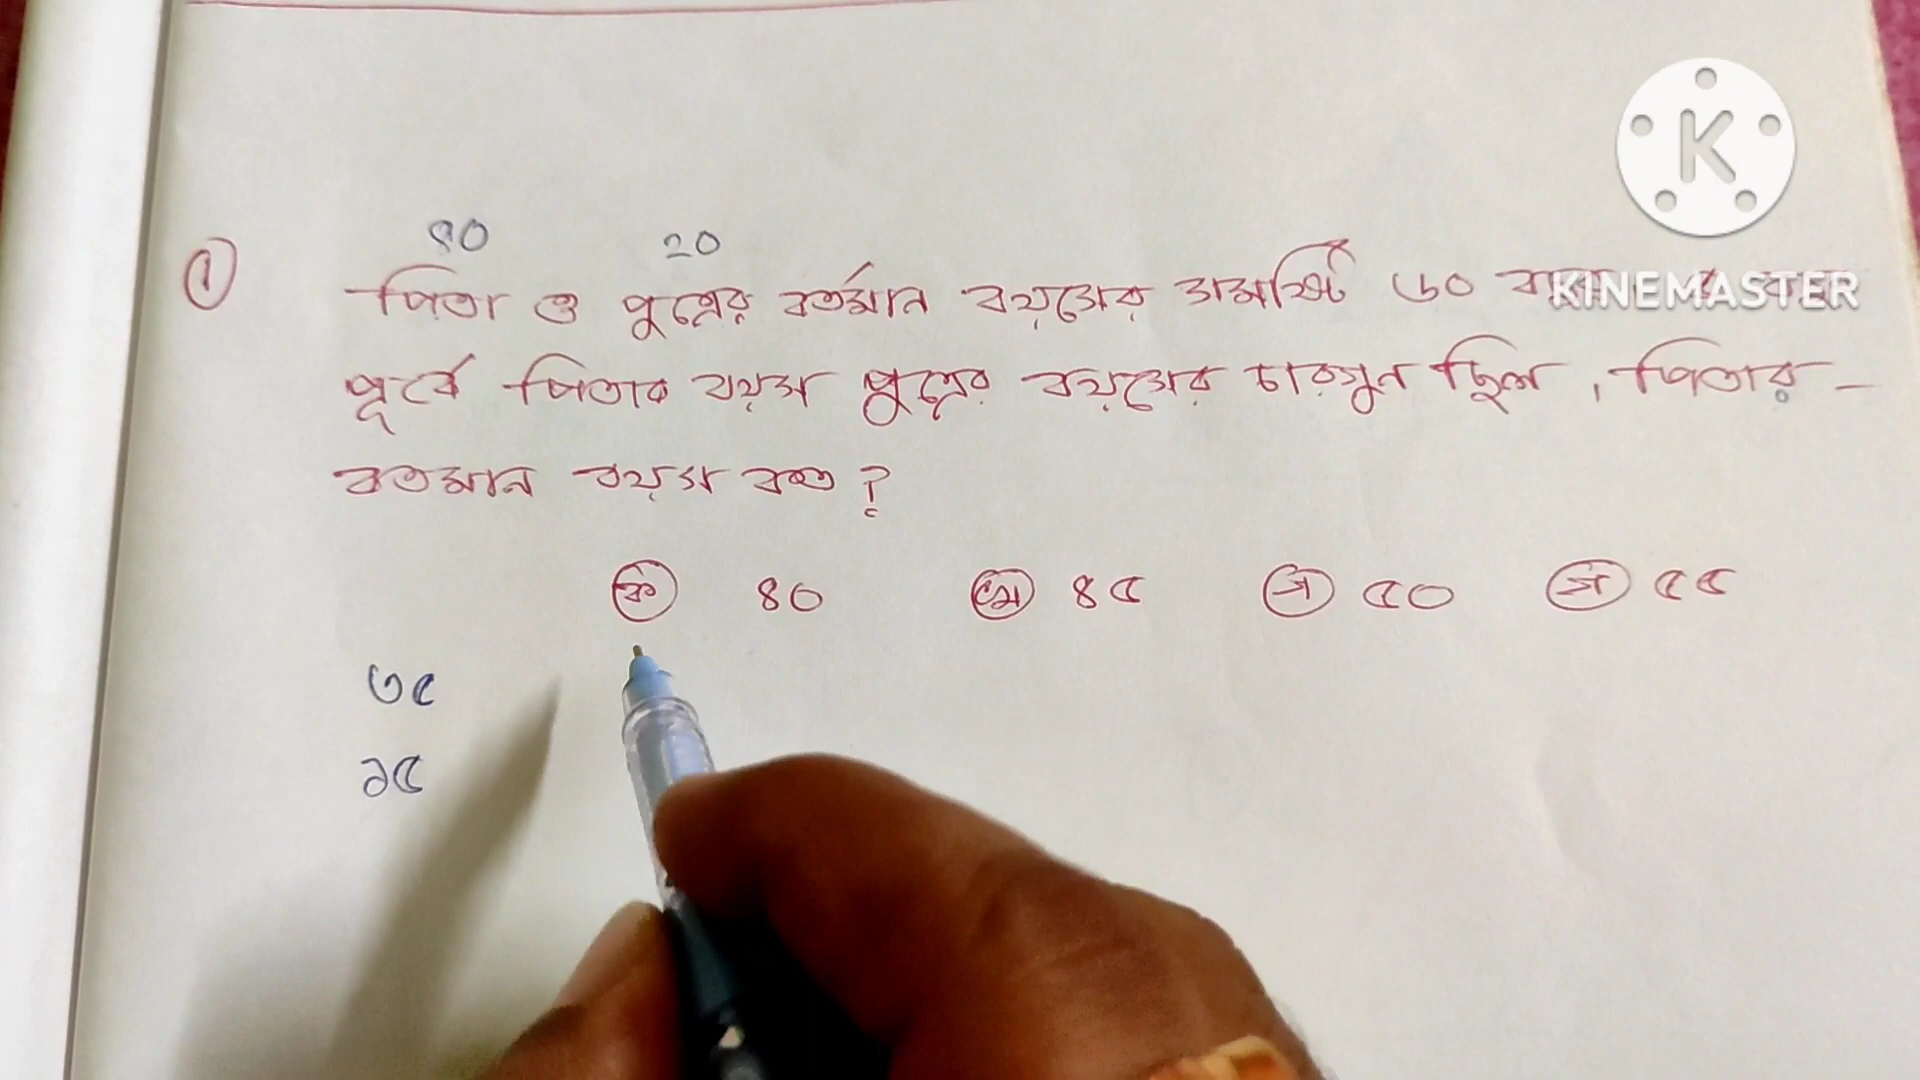 ৪০ ২০
১ পিতা ও পুত্রের বর্তমান বয়সের সমষ্টি ৬০
KINEMASTER
পূর্বে পিতার বয়স পুত্রের বয়সের চারগুন ছিল, পিতার -
বর্তমান বয়স কত ?
ক ৪০ খ ৪৫ গ ৫০ ঘ ৫৫
৩৫
১৫